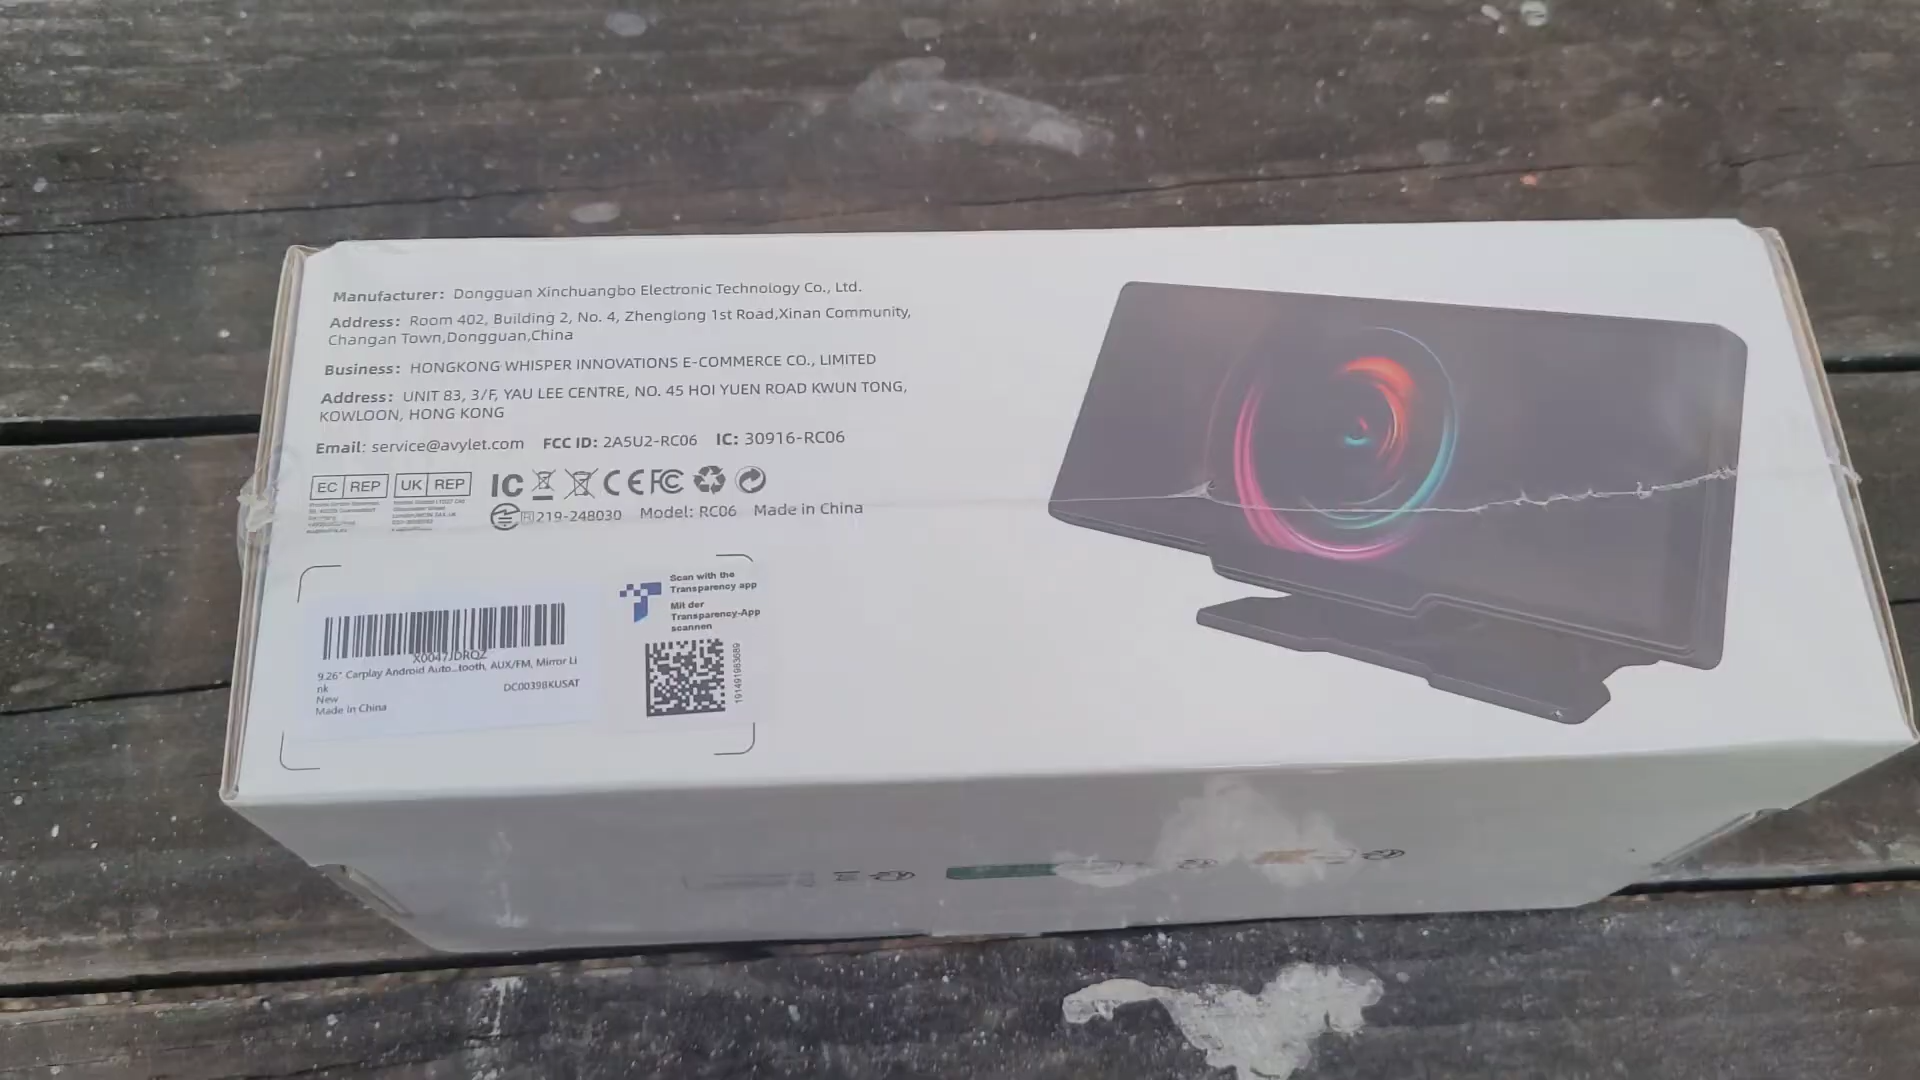 Manufacturer: Dongguan Xinchuangbo Electronic Technology Co., Ltd.
Address: Room 402, Building 2, No. 4, Zhenglong 1st Road,Xinan Community,
Changan Town,Dongguan,China
Business: HONGKONG WHISPER INNOVATIONS E-COMMERCE CO., LIMITED
Address: UNIT 83, 3/F, YAU LEE CENTRE, NO. 45 HOI YUEN ROAD KWUN TONG,
KOWLOON, HONG KONG
Email: service@avylet.com FCC ID: 2A5U2-RC06 IC: 30916-RC06
EC REP UK REP IC CE FC
R 219-248030 Model: RC06 Made in China
Scan with the
Transparency app
Mit der
Transparency-App
scannen
X0047JDRQZ
9.26" Carplay Android Auto...tooth, AUX/FM, Mirror Li
nk
DC0039BKUSAT
New
Made in China
191491983689